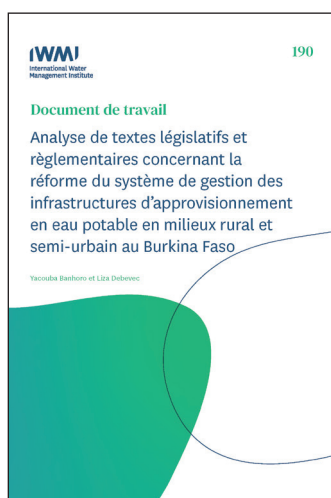 IWMI
International Water
Management Institute
190
Document de travail
Analyse de textes législatifs et
règlementaires concernant la
réforme du système de gestion des
infrastructures d'approvisionnement
en eau potable en milieux rural et
semi-urbain au Burkina Faso
Yacouba Banhoro et Liza Debevec